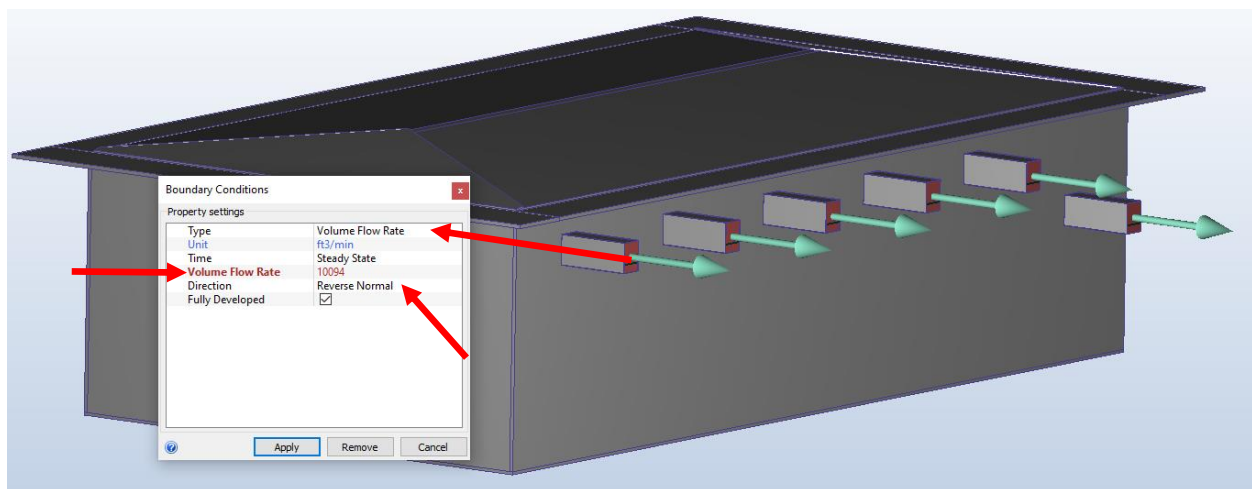 Boundary Conditions
x
Property settings
Type Volume Flow Rate
Unit ft3/min
Time Steady State
Volume Flow Rate 10094
Direction Reverse Normal
Fully Developed
?
Apply Remove Cancel